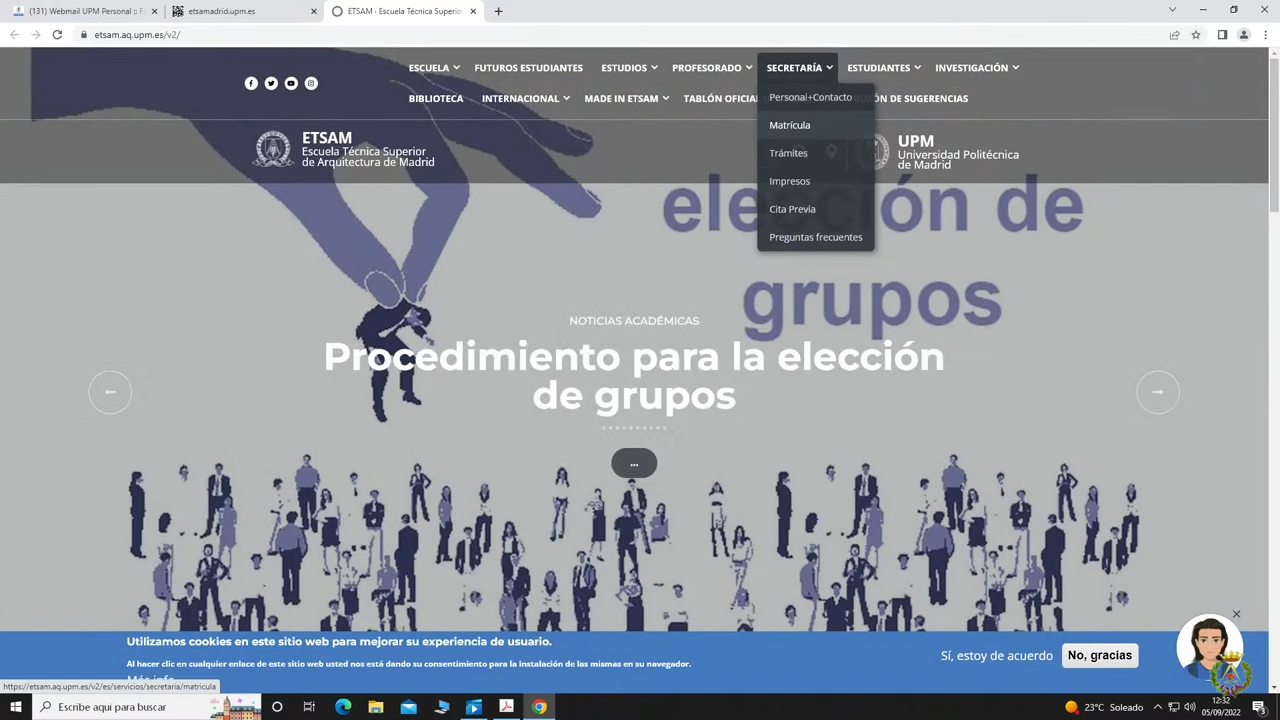 (131) Webmail UPM Personal :: E
etsamadrid.upm.es
ETSAM - Escuela Técnica Superio
etsam.aq.upm.es/v2/
ESCUELA
FUTUROS ESTUDIANTES
ESTUDIOS
PROFESORADO
SECRETARÍA
ESTUDIANTES
INVESTIGACIÓN
BIBLIOTECA
INTERNACIONAL
MADE IN ETSAM
TABLÓN OFICIAL
DE SUGERENCIAS
Personal+Contacto
Matrícula
Trámites
Impresos
Cita Previa
Preguntas frecuentes
ETSAM
Escuela Técnica Superior
de Arquitectura de Madrid
UPM
Universidad Politécnica
de Madrid
elección de
grupos
NOTICIAS ACADÉMICAS
Procedimiento para la elección
de grupos
...
Utilizamos cookies en este sitio web para mejorar su experiencia de usuario.
Al hacer clic en cualquier enlace de este sitio web usted nos está dando su consentimiento para la instalación de las mismas en su navegador.
Más info
Sí, estoy de acuerdo
No, gracias
https://etsam.aq.upm.es/v2/es/servicios/secretaria/matricula
Escribe aquí para buscar
23°C Soleado
12:32
05/09/2022
3